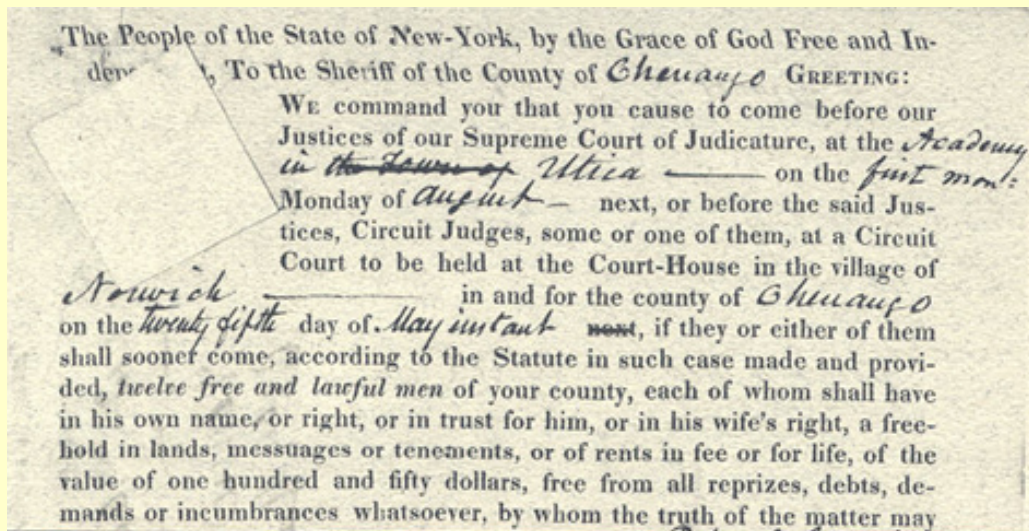 The People of the State of New-York, by the Grace of God Free and In-
den t, To the Sheriff of the County of Chenango GREETING:
WE command you that you cause to come before our
Justices of our Supreme Court of Judicature, at the Academy
in the Town of Utica on the first mon:
Monday of August next, or before the said Jus-
tices, Circuit Judges, some or one of them, at a Circuit
Court to be held at the Court-House in the village of
Norwich in and for the county of Chenango
on the twenty fifth day of May instant next, if they or either of them
shall sooner come, according to the Statute in such case made and provi-
ded, twelve free and lawful men of your county, each of whom shall have
in his own name, or right, or in trust for him, or in his wife's right, a free-
hold in lands, messuages or tenements, or of rents in fee or for life, of the
value of one hundred and fifty dollars, free from all reprizes, debts, de-
mands or incumbrances whatsoever, by whom the truth of the matter may